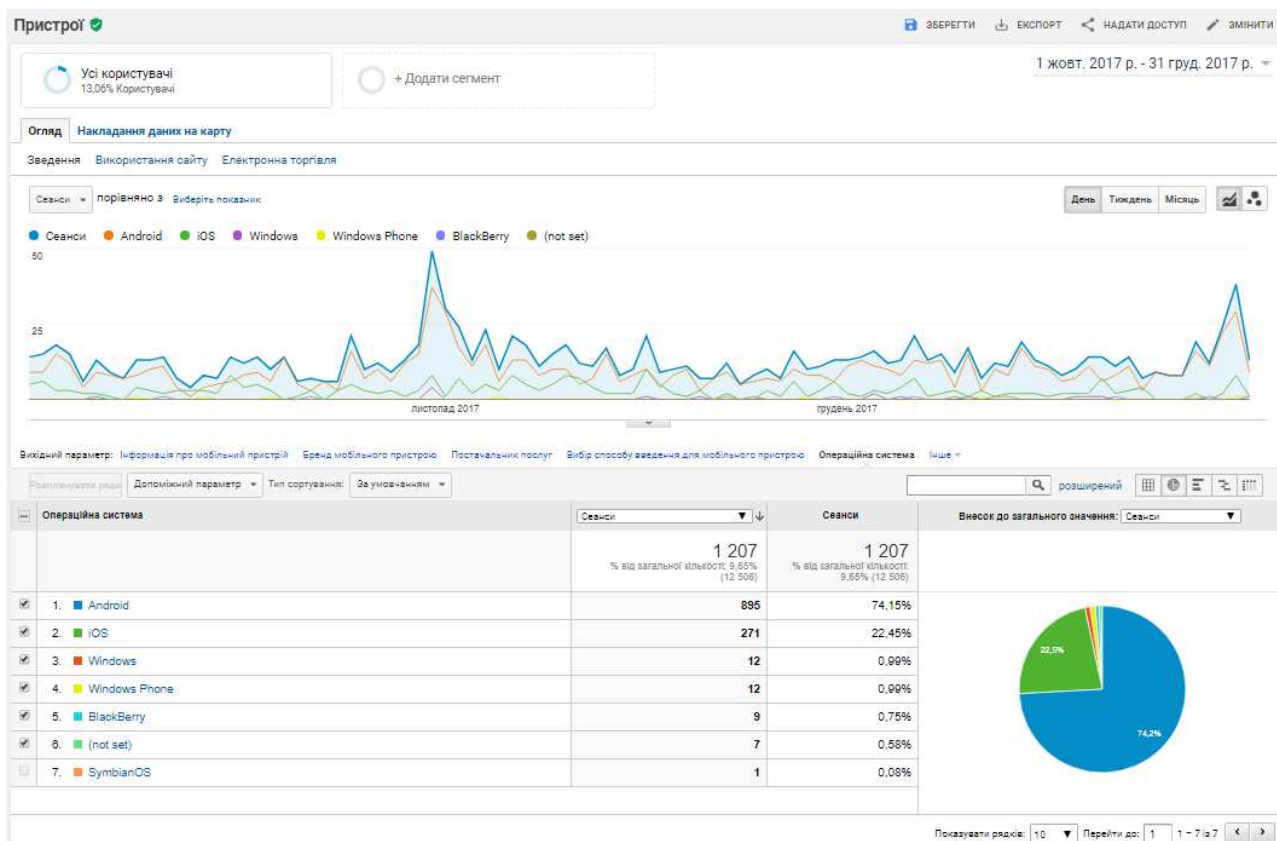 Пристрої
ЗБЕРЕГТИ ЕКСПОРТ НАДАТИ ДОСТУП ЗМІНИТИ
Усі користувачі
13,06% Користувачі
+ Додати сегмент
1 жовт. 2017 р. - 31 груд. 2017 р.
Огляд Накладання даних на карту
Зведення Використання сайту Електронна торгівля
Сеанси порівняно з Виберіть показник
День Тиждень Місяць
Сеанси Android iOS Windows Windows Phone BlackBerry (not set)
50
25
листопад 2017 грудень 2017
Вихідний параметр: Інформація про мобільний пристрій Бренд мобільного пристрою Постачальник послуг Вибір способу введення для мобільного пристрою Операційна система Інше
Допоміжний параметр Тип сортування: За умовчанням розширений
Операційна система Сеанси Сеанси Внесок до загального значення: Сеанси
1 207 1 207
% від загальної кількості: 9,65% % від загальної кількості:
(12 506) 9,65% (12 506)
1. Android 895 74,15%
2. iOS 271 22,45%
3. Windows 12 0,99%
4. Windows Phone 12 0,99%
5. BlackBerry 9 0,75%
6. (not set) 7 0,58%
7. SymbianOS 1 0,08%
22,5%
74,2%
Показувати рядків: 10 Перейти до: 1 1 – 7 із 7